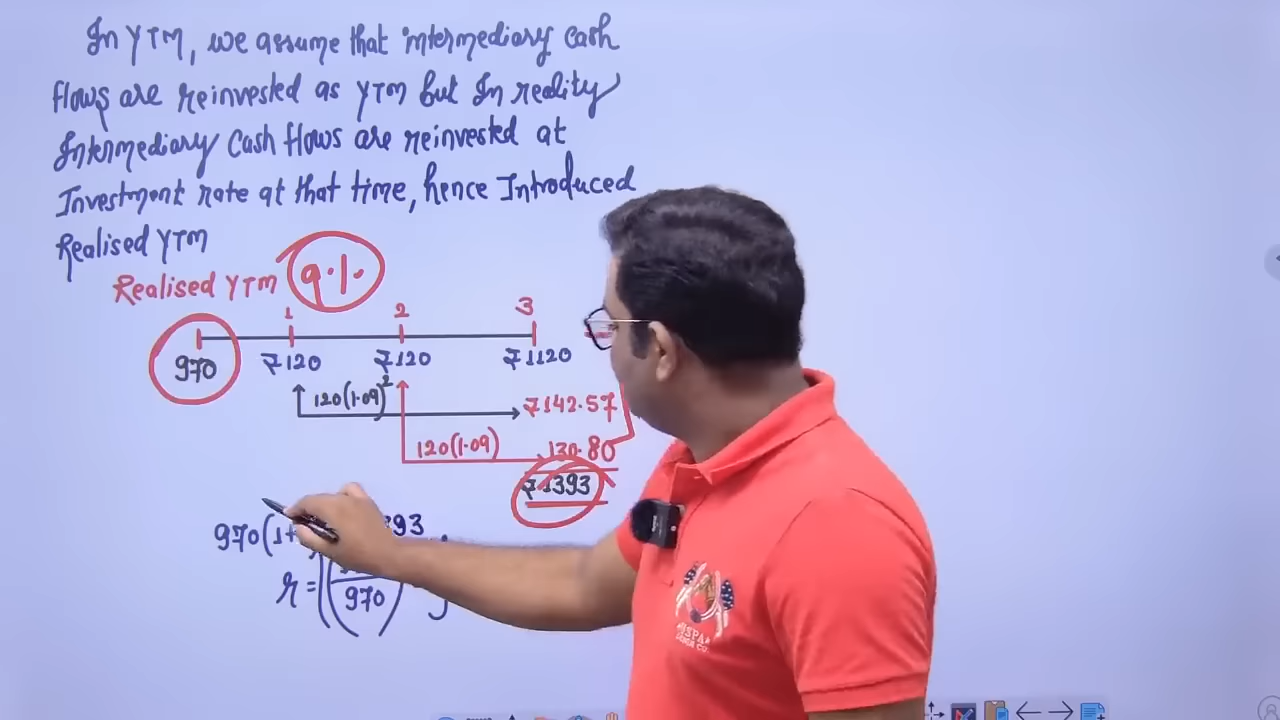 In YTM, we assume that intermediary cash
flows are reinvested as YTM but In reality
Intermediary Cash flows are reinvested at
Investment rate at that time, hence Introduced
Realised YTM
Realised YTM 9%
1 2 3
970 ₹120 ₹120 ₹1120
120(1.09)² ₹142.57
120(1.09) 130.80
₹1393
970(1+ 393
r = 970